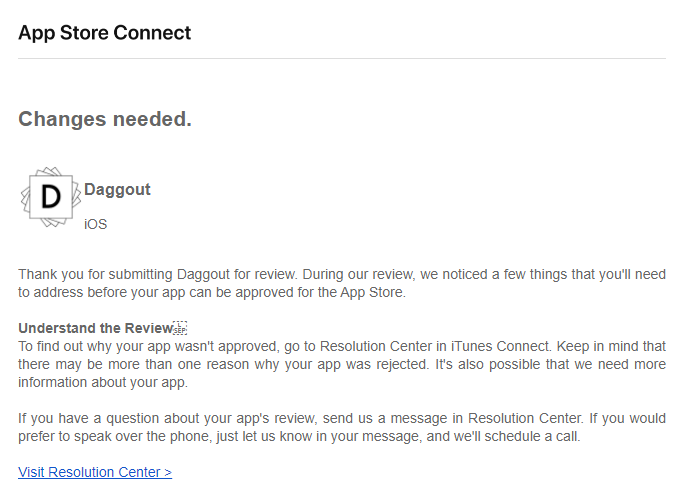 App Store Connect
Changes needed.
D
Daggout
iOS
Thank you for submitting Daggout for review. During our review, we noticed a few things that you'll need
to address before your app can be approved for the App Store.
Understand the Review
To find out why your app wasn't approved, go to Resolution Center in iTunes Connect. Keep in mind that
there may be more than one reason why your app was rejected. It's also possible that we need more
information about your app.
If you have a question about your app's review, send us a message in Resolution Center. If you would
prefer to speak over the phone, just let us know in your message, and we'll schedule a call.
Visit Resolution Center >